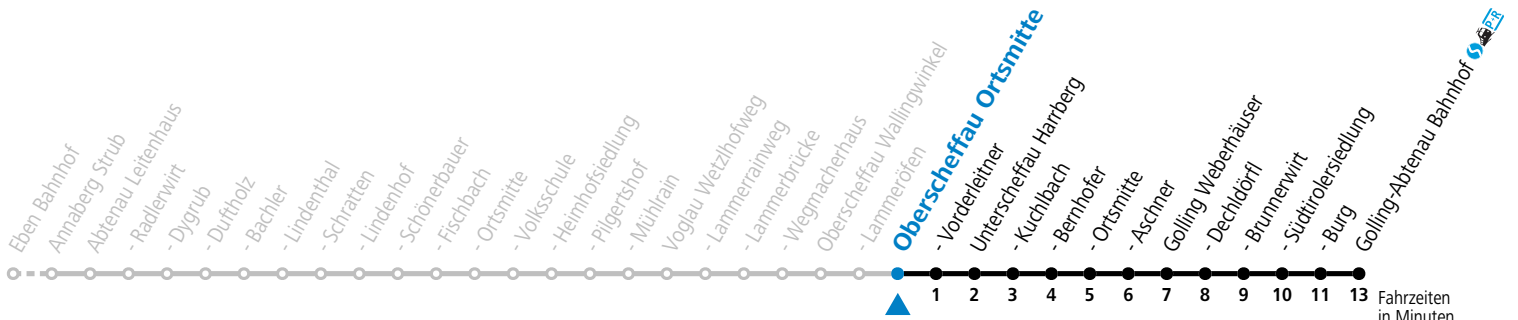 Eben Bahnhof
Annaberg Strub
Abtenau Leitenhaus
- Radlerwirt
- Dygrub
- Duftholz
- Bachler
- Lindenthal
- Schratten
- Lindenhof
- Schönerbauer
- Fischbach
- Ortsmitte
- Volksschule
- Heimhofsiedlung
- Pilgertshof
- Mühlrain
Voglau Wetzlhofweg
- Lammerrainweg
- Lammerbrücke
- Wegmacherhaus
Oberscheffau Wallingwinkel
- Lammeröfen
Oberscheffau Ortsmitte
- Vorderleitner
Unterscheffau Harrberg
- Kuchlbach
- Bernhofer
- Ortsmitte
- Aschner
Golling Weberhäuser
- Dechldörfl
- Brunnerwirt
- Südtirolersiedlung
- Burg
Golling-Abtenau Bahnhof P+R
1 2 3 4 5 6 7 8 9 10 11 13 Fahrzeiten
in Minuten